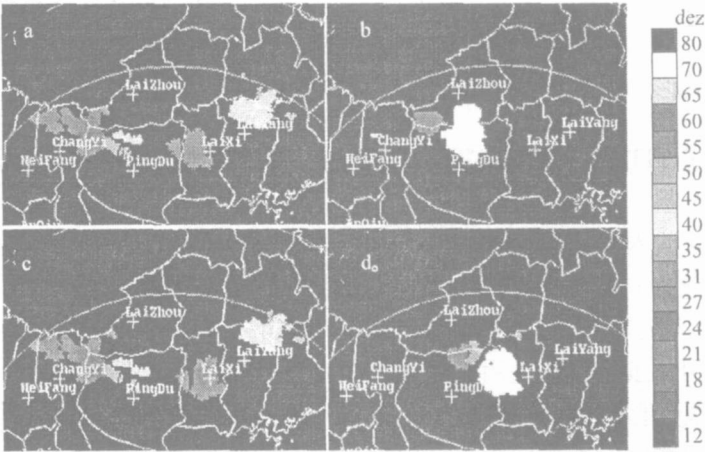 dez
80
70
65
60
55
50
45
40
35
31
27
24
21
18
15
12
a
LaiZhou
ChangYi
WeiFang
PingDu
LaiXi
b
LaiZhou
LaiYang
ChangYi
LaiXi
WeiFang
PingDu
c
LaiZhou
LaiYang
ChangYi
LaiXi
WeiFang
PingDu
d
LaiZhou
LaiYang
ChangYi
LaiXi
WeiFang